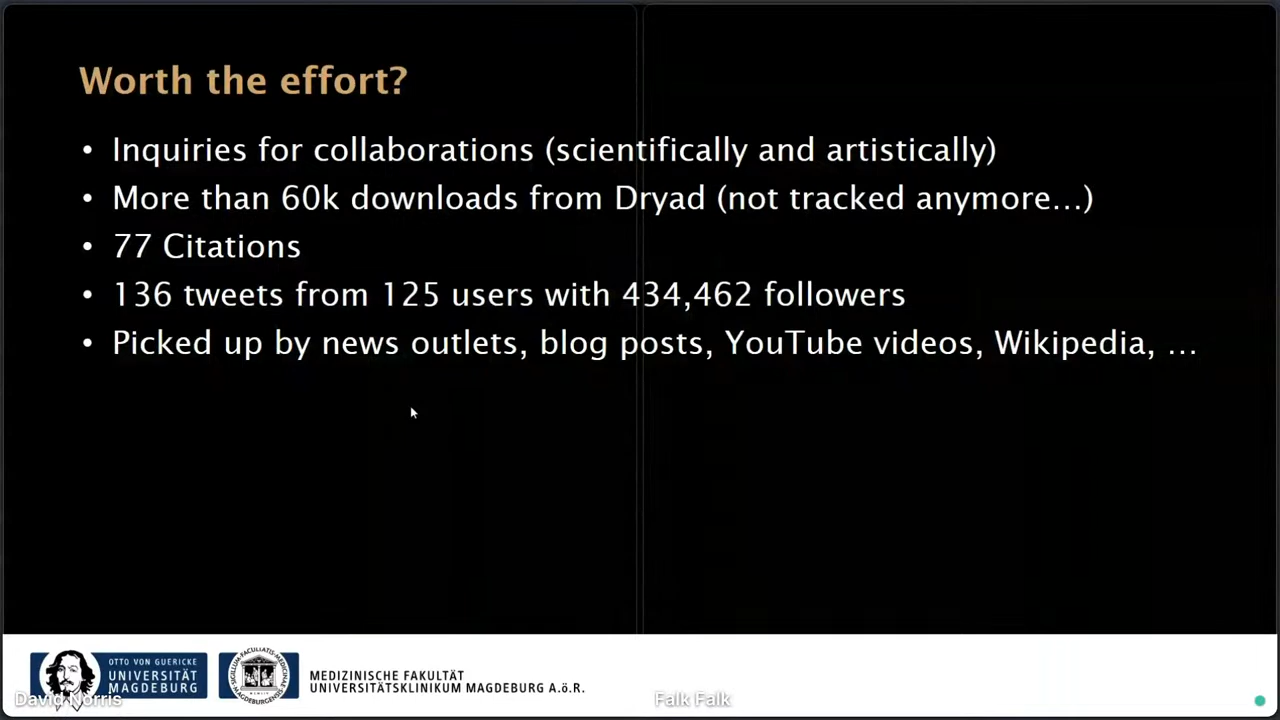 Worth the effort?
• Inquiries for collaborations (scientifically and artistically)
• More than 60k downloads from Dryad (not tracked anymore…)
• 77 Citations
• 136 tweets from 125 users with 434,462 followers
• Picked up by news outlets, blog posts, YouTube videos, Wikipedia, …
OTTO VON GUERICKE
UNIVERSITÄT
MAGDEBURG
MEDIZINISCHE FAKULTÄT
UNIVERSITÄTSKLINIKUM MAGDEBURG A.ö.R.
David Norris
Falk Falk